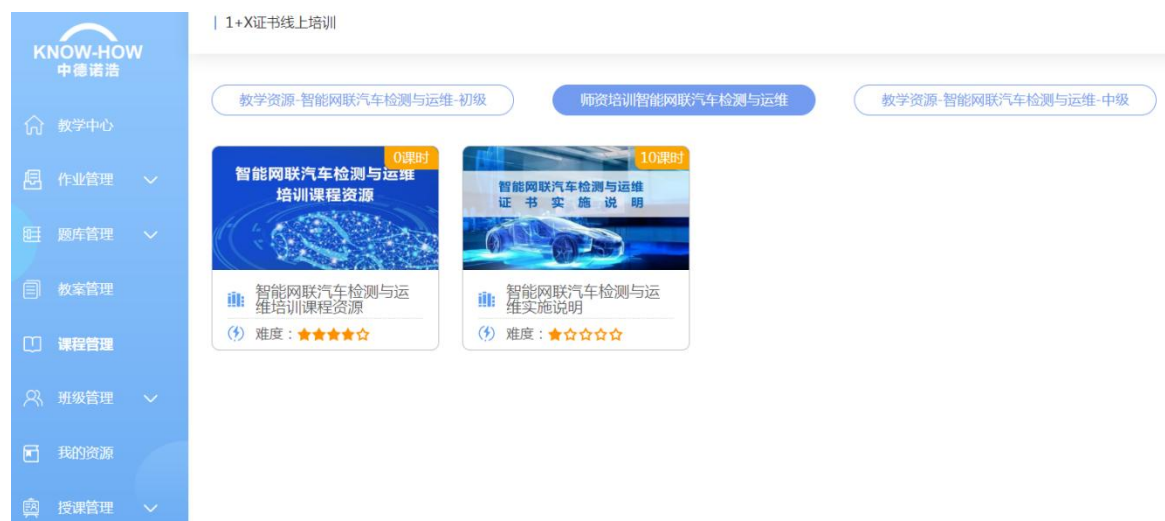 KNOW-HOW
中德诺浩
教学中心
作业管理
题库管理
教案管理
课程管理
班级管理
我的资源
授课管理
1+X证书线上培训
教学资源-智能网联汽车检测与运维-初级
师资培训智能网联汽车检测与运维
教学资源-智能网联汽车检测与运维-中级
0课时
智能网联汽车检测与运维
培训课程资源
智能网联汽车检测与运
维培训课程资源
难度：★★★★☆
10课时
智能网联汽车检测与运维
证书实施说明
智能网联汽车检测与运
维实施说明
难度：★☆☆☆☆